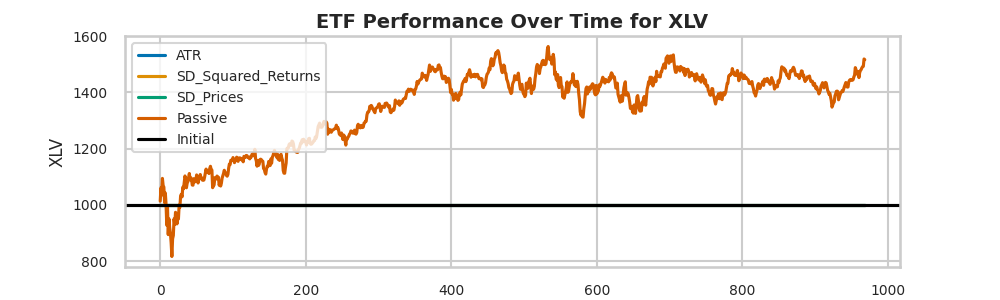 ETF Performance Over Time for XLV
1600
1400
1200
1000
800
XLV
ATR
SD_Squared_Returns
SD_Prices
Passive
Initial
0
200
400
600
800
1000